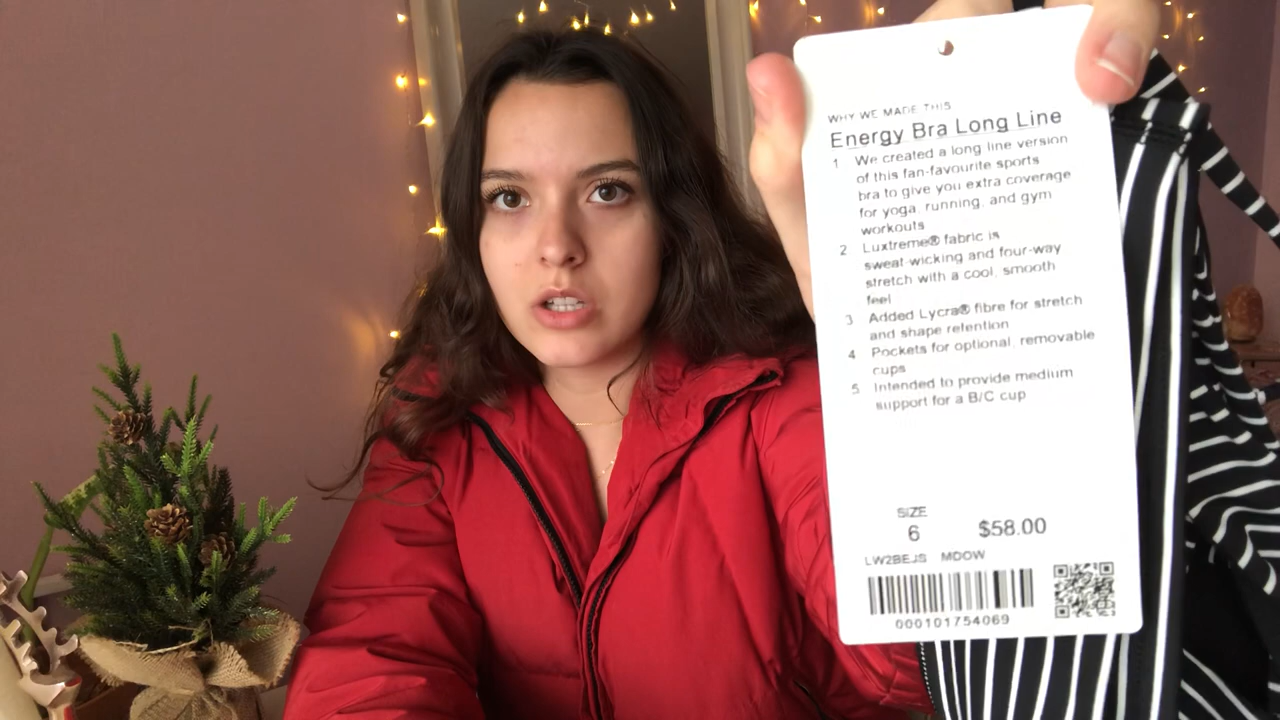 WHY WE MADE THIS
Energy Bra Long Line
1 We created a long line version
of this fan-favourite sports
bra to give you extra coverage
for yoga, running, and gym
workouts
2 Luxtreme® fabric is
sweat-wicking and four-way
stretch with a cool, smooth
feel
3 Added Lycra® fibre for stretch
and shape retention
4 Pockets for optional, removable
cups
5 Intended to provide medium
support for a B/C cup
SIZE
6 $58.00
LW2BEJS MDOW
000101754069